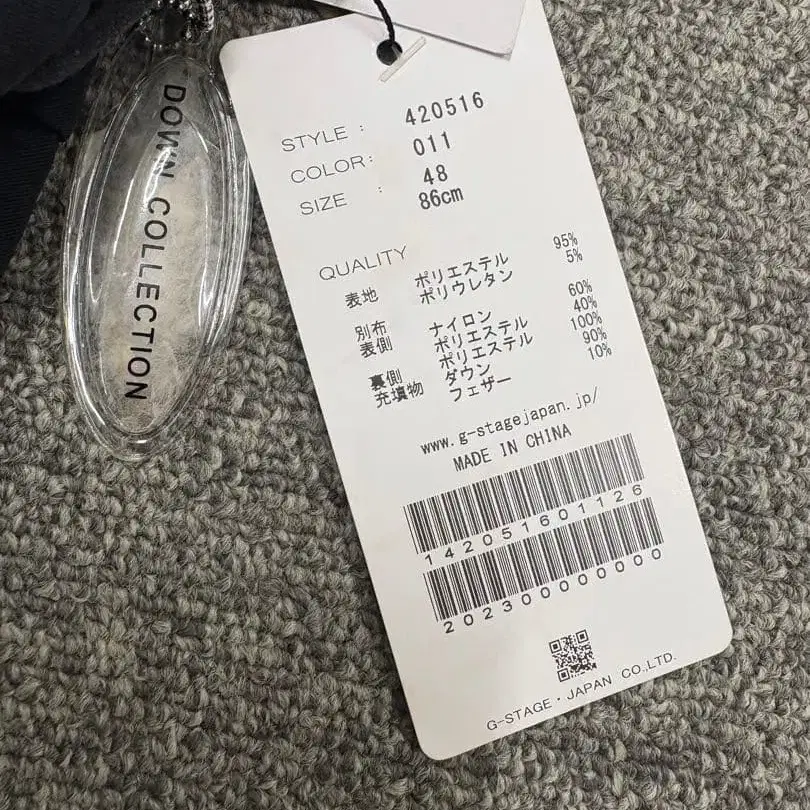 DOWN COLLECTION
STYLE : 420516
COLOR: 011
SIZE : 48
86cm
QUALITY
表地 ポリエステル 95%
ポリウレタン 5%
別布
表側 ナイロン 60%
ポリエステル 40%
裏側 ポリエステル 100%
充填物 ダウン 90%
フェザー 10%
www.g-stagejapan.jp/
MADE IN CHINA
142051601126
2023000000000
G-STAGE・JAPAN CO.LTD.